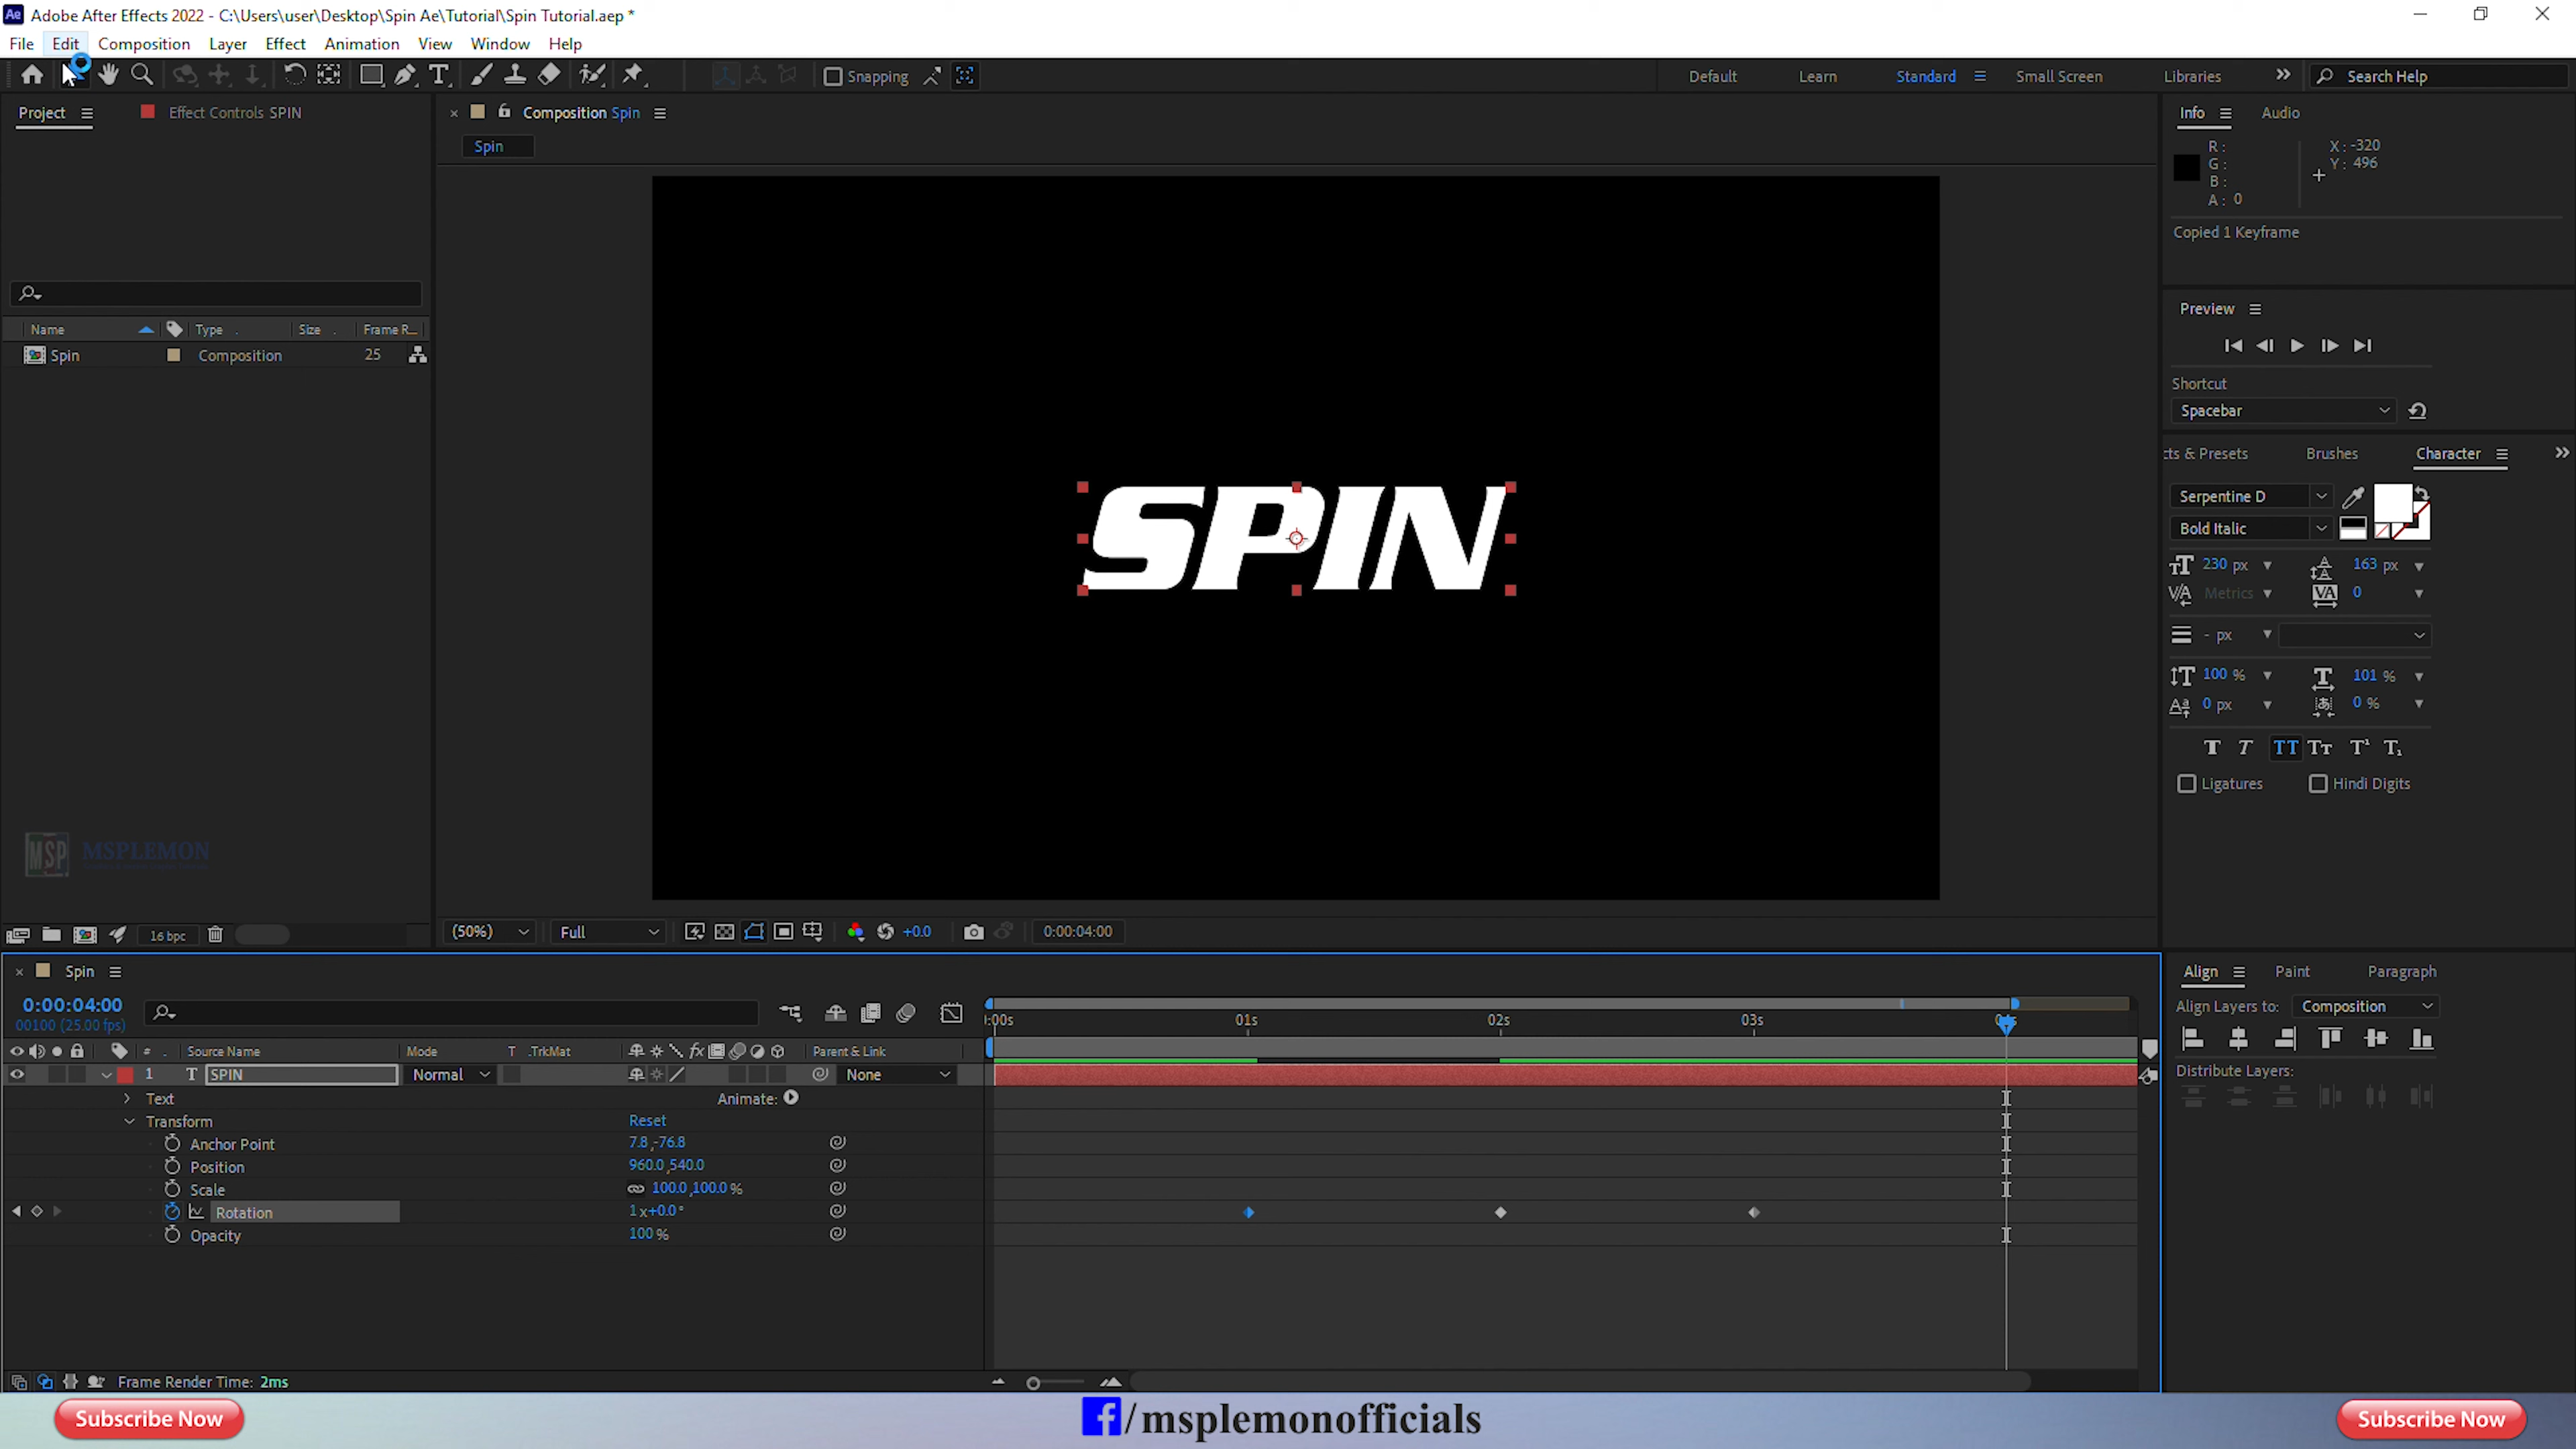 Adobe After Effects 2022 - C:\Users\user\Desktop\Spin Ae\Tutorial\Spin Tutorial.aep *
File Edit Composition Layer Effect Animation View Window Help
Snapping Default Learn Standard Small Screen Libraries Search Help
Project Effect Controls SPIN
Composition Spin
Info Audio
Spin
R :
G :
B :
A : 0
X : -320
Y : 496
Copied 1 Keyframe
Preview
Shortcut
Spacebar
Name Type Size Frame R...
Spin Composition 25
cts & Presets Brushes Character
Serpentine D
Bold Italic
230 px 163 px
Metrics 0
- px
100 % 101 %
0 px 0 %
Ligatures Hindi Digits
SPIN
MSP MSPLEMON
16 bpc
(50%) Full +0.0 0:00:04:00
Spin
0:00:04:00
00100 (25.00 fps)
:00s 01s 02s 03s
# Source Name Mode T .TrkMat fx Parent & Link
1 T SPIN Normal None
Text Animate:
Transform Reset
Anchor Point 7.8 ,-76.8
Position 960.0 ,540.0
Scale 100.0 ,100.0 %
Rotation 1x+0.0°
Opacity 100 %
Align Paint Paragraph
Align Layers to: Composition
Distribute Layers:
Frame Render Time: 2ms
Subscribe Now
f/msplemonofficials
Subscribe Now